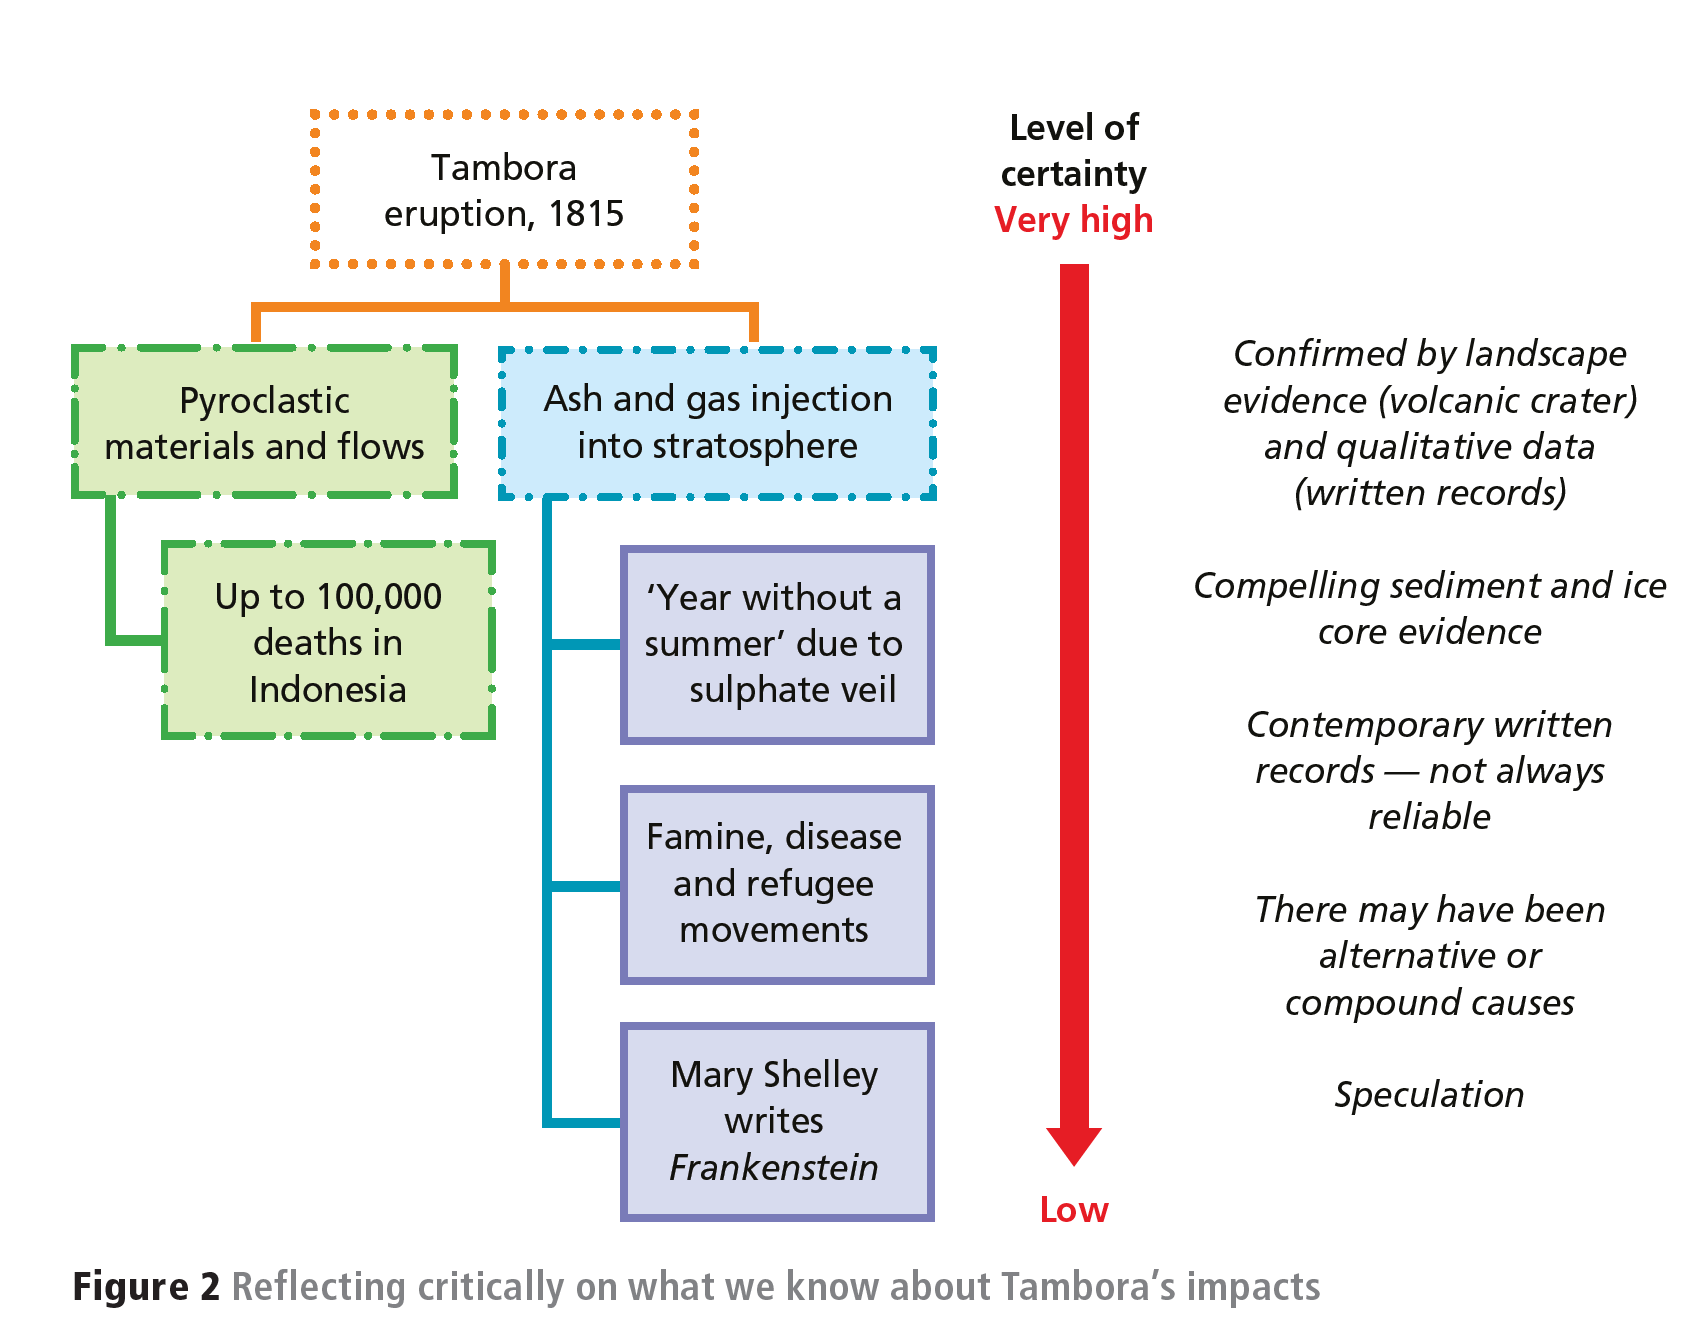 Tambora
eruption, 1815
Pyroclastic
materials and flows
Up to 100,000
deaths in
Indonesia
Ash and gas injection
into stratosphere
‘Year without a
summer’ due to
sulphate veil
Famine, disease
and refugee
movements
Mary Shelley
writes
Frankenstein
Level of
certainty
Very high
Low
Confirmed by landscape
evidence (volcanic crater)
and qualitative data
(written records)
Compelling sediment and ice
core evidence
Contemporary written
records — not always
reliable
There may have been
alternative or
compound causes
Speculation
Figure 2 Reflecting critically on what we know about Tambora’s impacts